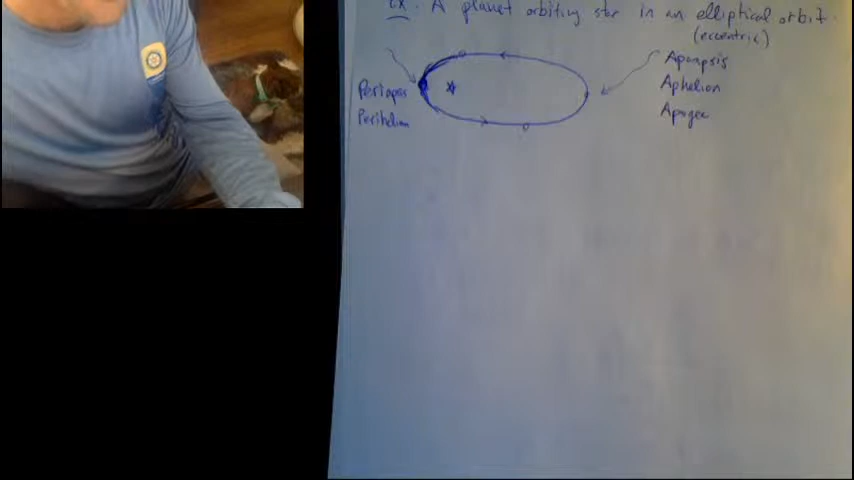 Ex. A planet orbiting star in an elliptical orbit.
(eccentric)
Apoapsis
Periapsis
Aphelion
Perihelion
Apogee